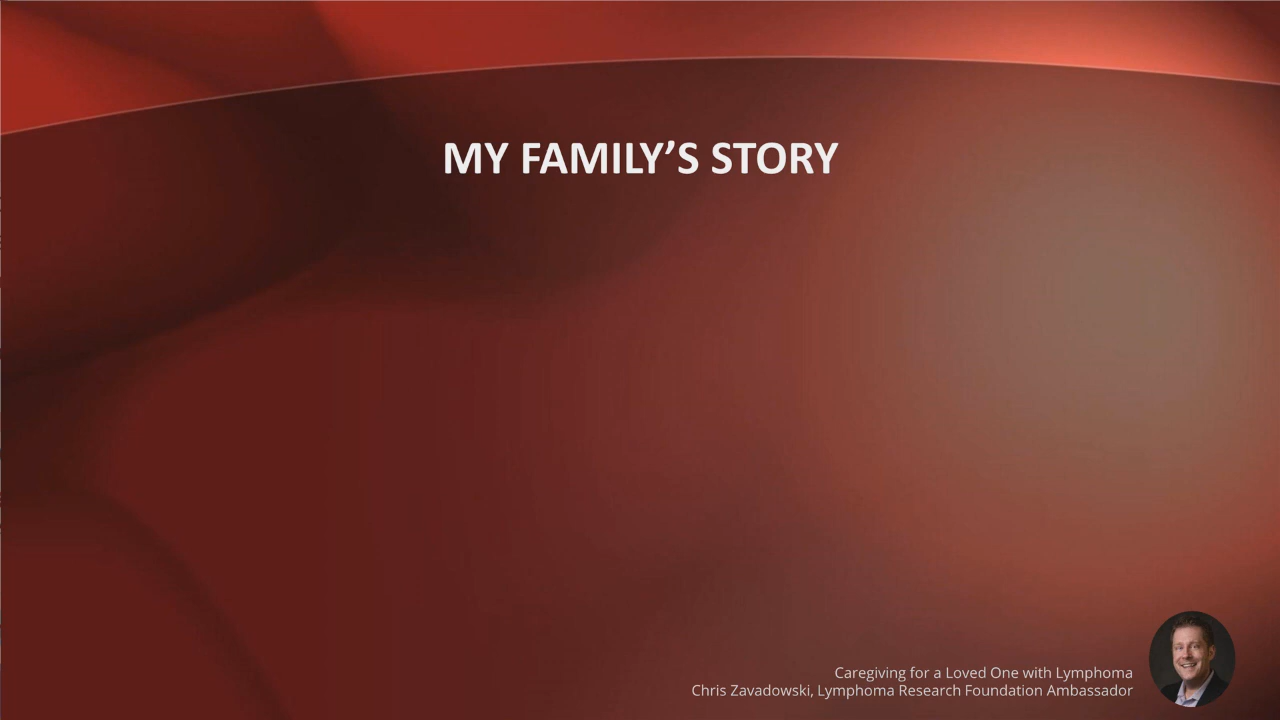 MY FAMILY’S STORY
Caregiving for a Loved One with Lymphoma
Chris Zavadowski, Lymphoma Research Foundation Ambassador